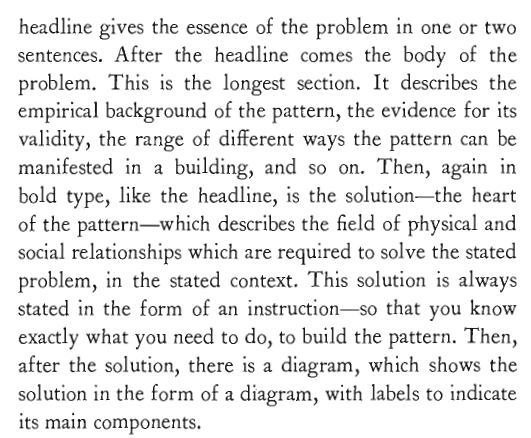 headline gives the essence of the problem in one or two
sentences. After the headline comes the body of the
problem. This is the longest section. It describes the
empirical background of the pattern, the evidence for its
validity, the range of different ways the pattern can be
manifested in a building, and so on. Then, again in
bold type, like the headline, is the solution—the heart
of the pattern—which describes the field of physical and
social relationships which are required to solve the stated
problem, in the stated context. This solution is always
stated in the form of an instruction—so that you know
exactly what you need to do, to build the pattern. Then,
after the solution, there is a diagram, which shows the
solution in the form of a diagram, with labels to indicate
its main components.